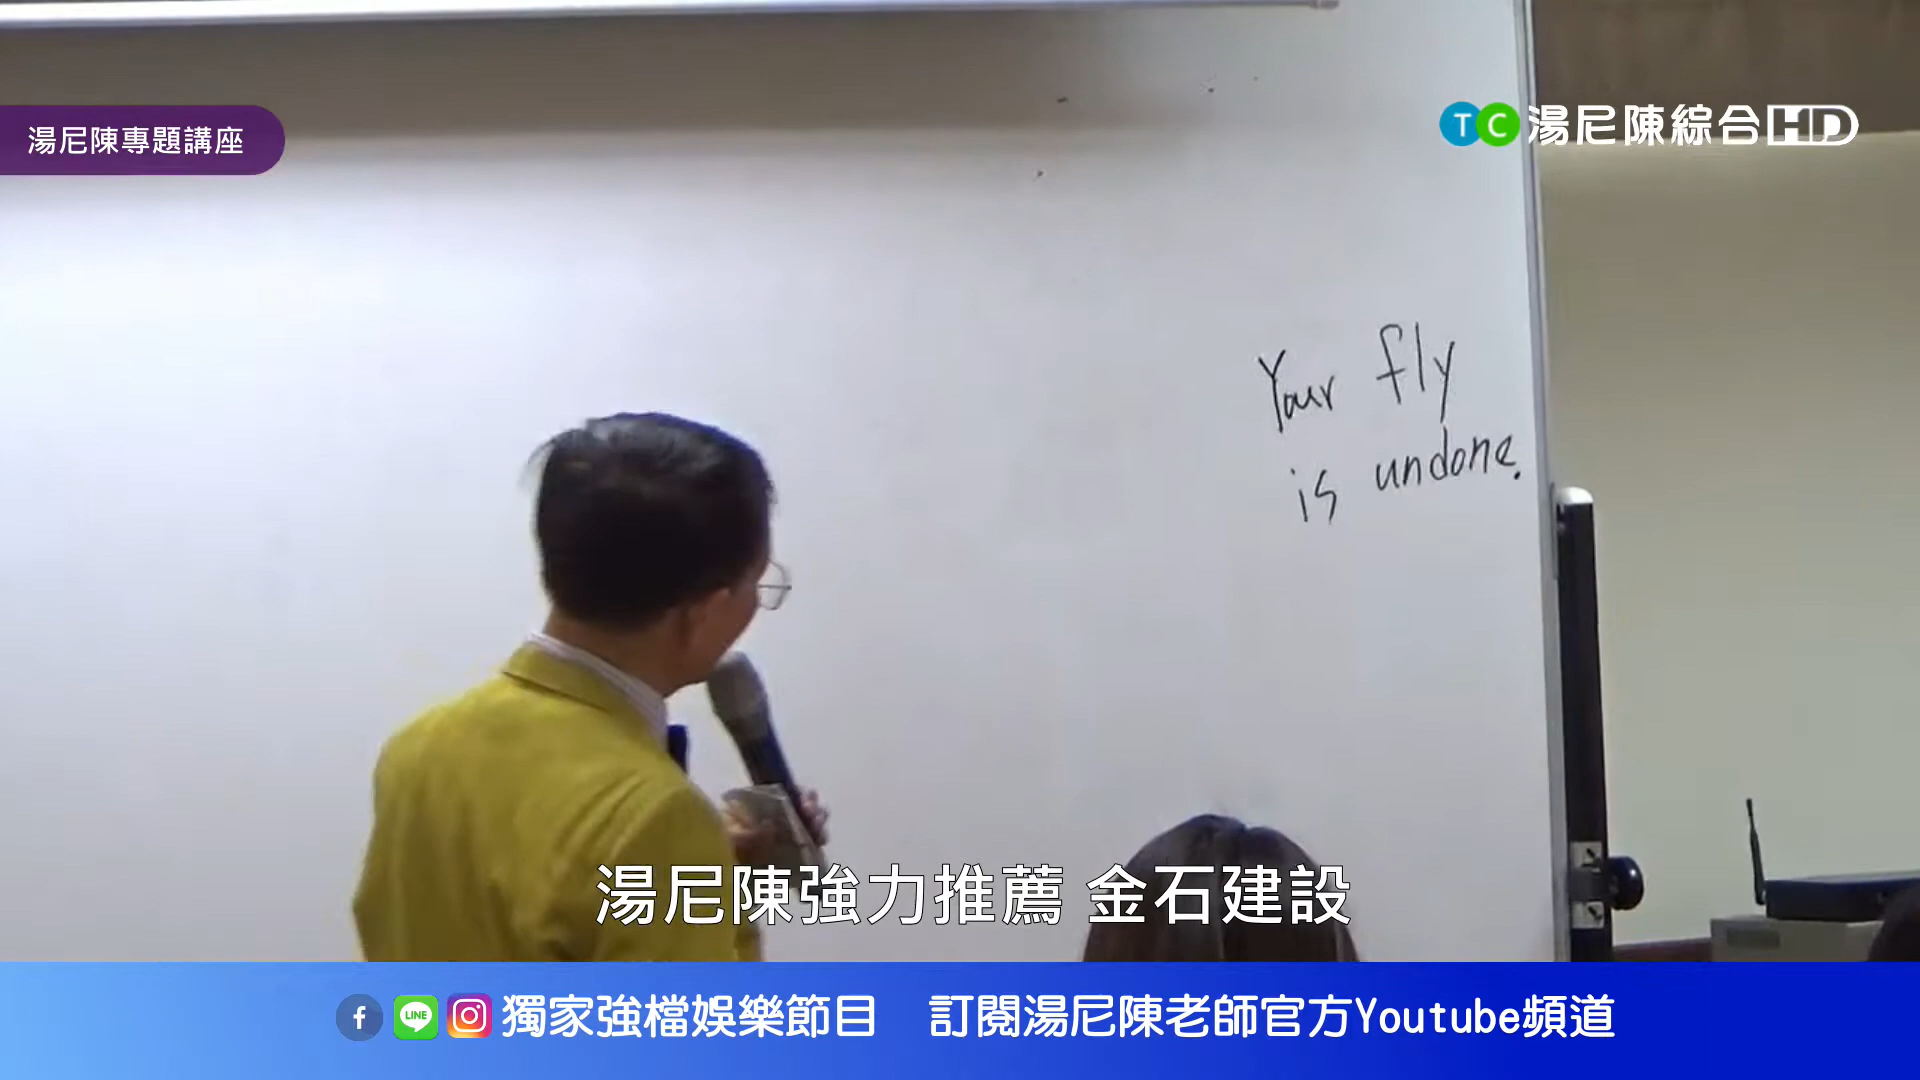 湯尼陳專題講座
TC 湯尼陳綜合HD
Your fly
is undone.
湯尼陳強力推薦 金石建設
f LINE 獨家強檔娛樂節目 訂閱湯尼陳老師官方Youtube頻道